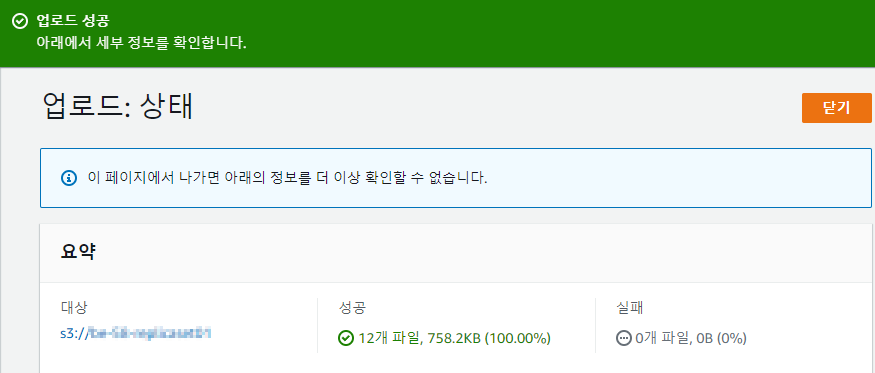 업로드 성공
아래에서 세부 정보를 확인합니다.
업로드: 상태
닫기
이 페이지에서 나가면 아래의 정보를 더 이상 확인할 수 없습니다.
요약
대상
성공
실패
s3://
12개 파일, 758.2KB (100.00%)
0개 파일, 0B (0%)